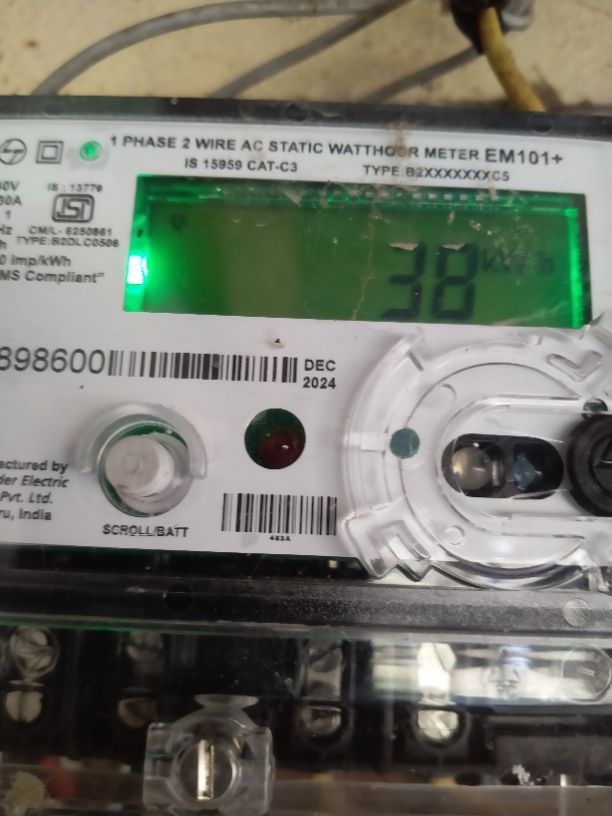 1 PHASE 2 WIRE AC STATIC WATTHOUR METER EM101+
IS 15959 CAT-C3 TYPE:B2XXXXXXXC5
IS : 13779
ISI
CM/L- 6250861
TYPE:B2DLC0506
0 imp/kWh
MS Compliant"
38 kWh
898600
DEC
2024
actured by
der Electric
Pvt. Ltd.
ru, India
SCROLL/BATT